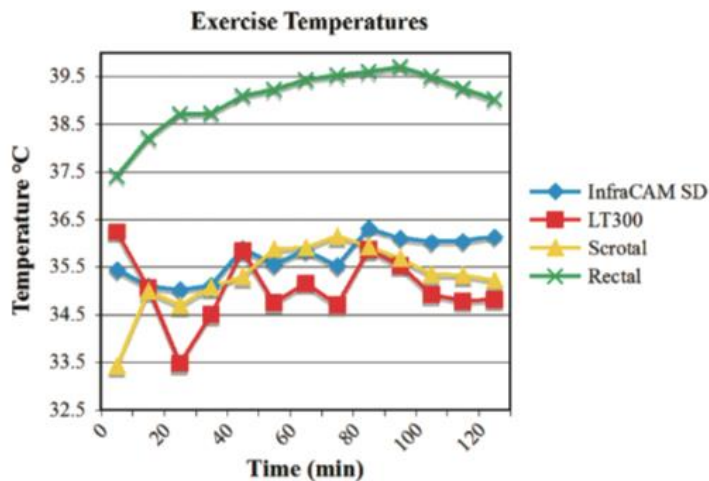 Exercise Temperatures
Temperature °C
39.5
38.5
37.5
36.5
35.5
34.5
33.5
32.5
0
20
40
60
80
100
120
Time (min)
InfraCAM SD
LT300
Scrotal
Rectal